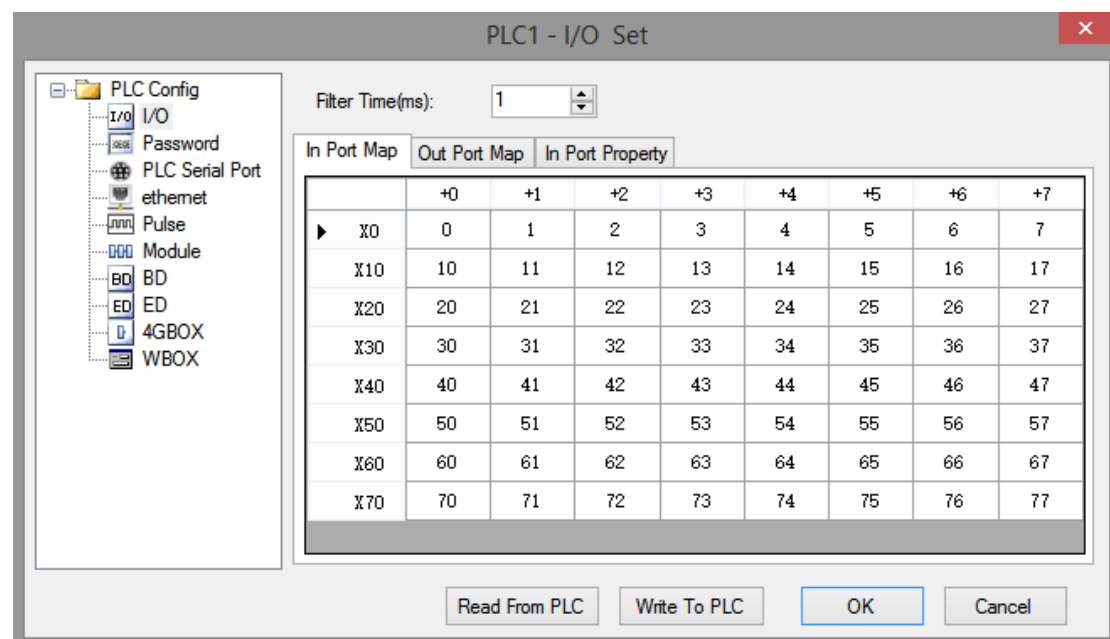 PLC1 - I/O Set
PLC Config
I/O
Password
PLC Serial Port
ethernet
Pulse
Module
BD
ED
4GBOX
WBOX
Filter Time(ms): 1
In Port Map Out Port Map In Port Property
+0 +1 +2 +3 +4 +5 +6 +7
X0 0 1 2 3 4 5 6 7
X10 10 11 12 13 14 15 16 17
X20 20 21 22 23 24 25 26 27
X30 30 31 32 33 34 35 36 37
X40 40 41 42 43 44 45 46 47
X50 50 51 52 53 54 55 56 57
X60 60 61 62 63 64 65 66 67
X70 70 71 72 73 74 75 76 77
Read From PLC Write To PLC OK Cancel